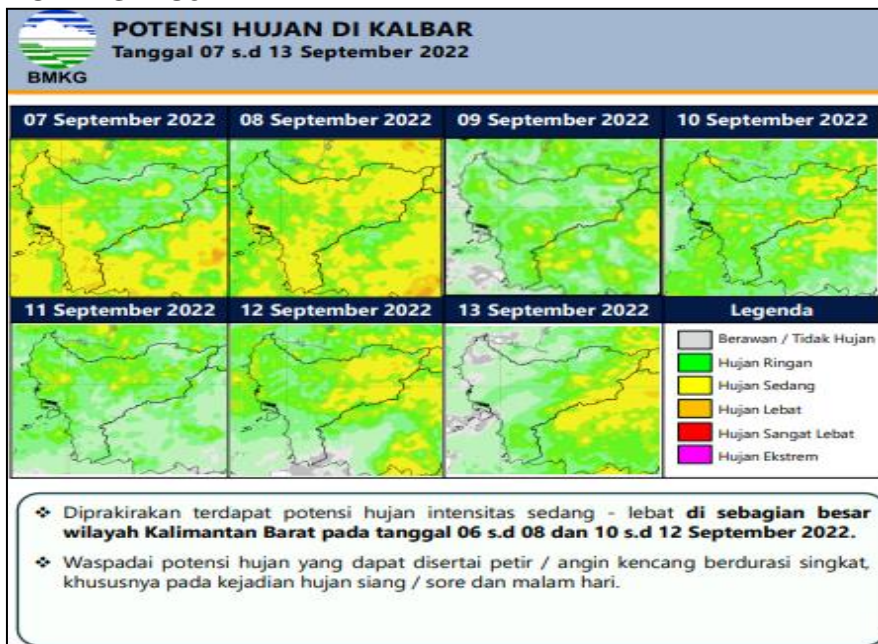 POTENSI HUJAN DI KALBAR
Tanggal 07 s.d 13 September 2022
BMKG
07 September 2022
08 September 2022
09 September 2022
10 September 2022
11 September 2022
12 September 2022
13 September 2022
Legenda
Berawan / Tidak Hujan
Hujan Ringan
Hujan Sedang
Hujan Lebat
Hujan Sangat Lebat
Hujan Ekstrem
❖ Diprakirakan terdapat potensi hujan intensitas sedang - lebat di sebagian besar
wilayah Kalimantan Barat pada tanggal 06 s.d 08 dan 10 s.d 12 September 2022.
❖ Waspadai potensi hujan yang dapat disertai petir / angin kencang berdurasi singkat,
khususnya pada kejadian hujan siang / sore dan malam hari.